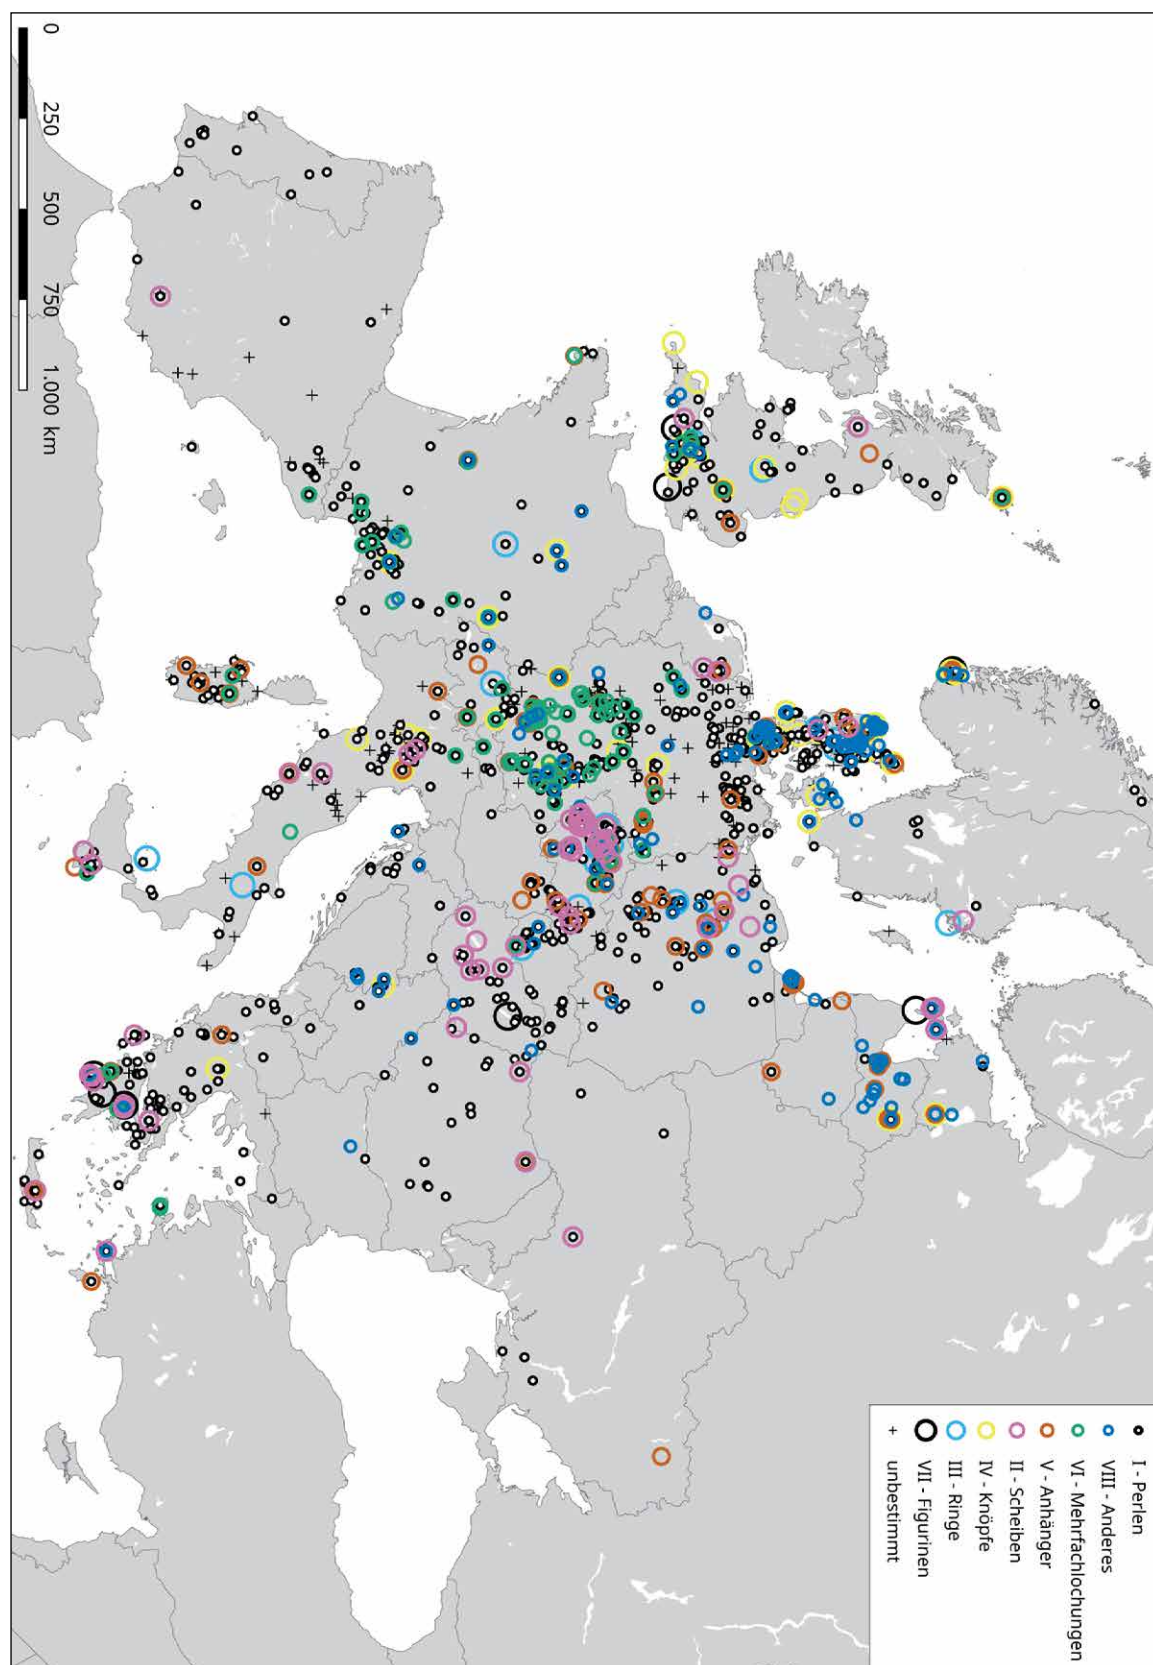 I - Perlen
VIII - Anderes
VI - Mehrfachlochungen
V - Anhänger
II - Scheiben
IV - Knöpfe
III - Ringe
VII - Figurinen
unbestimmt
0 250 500 750 1.000 km